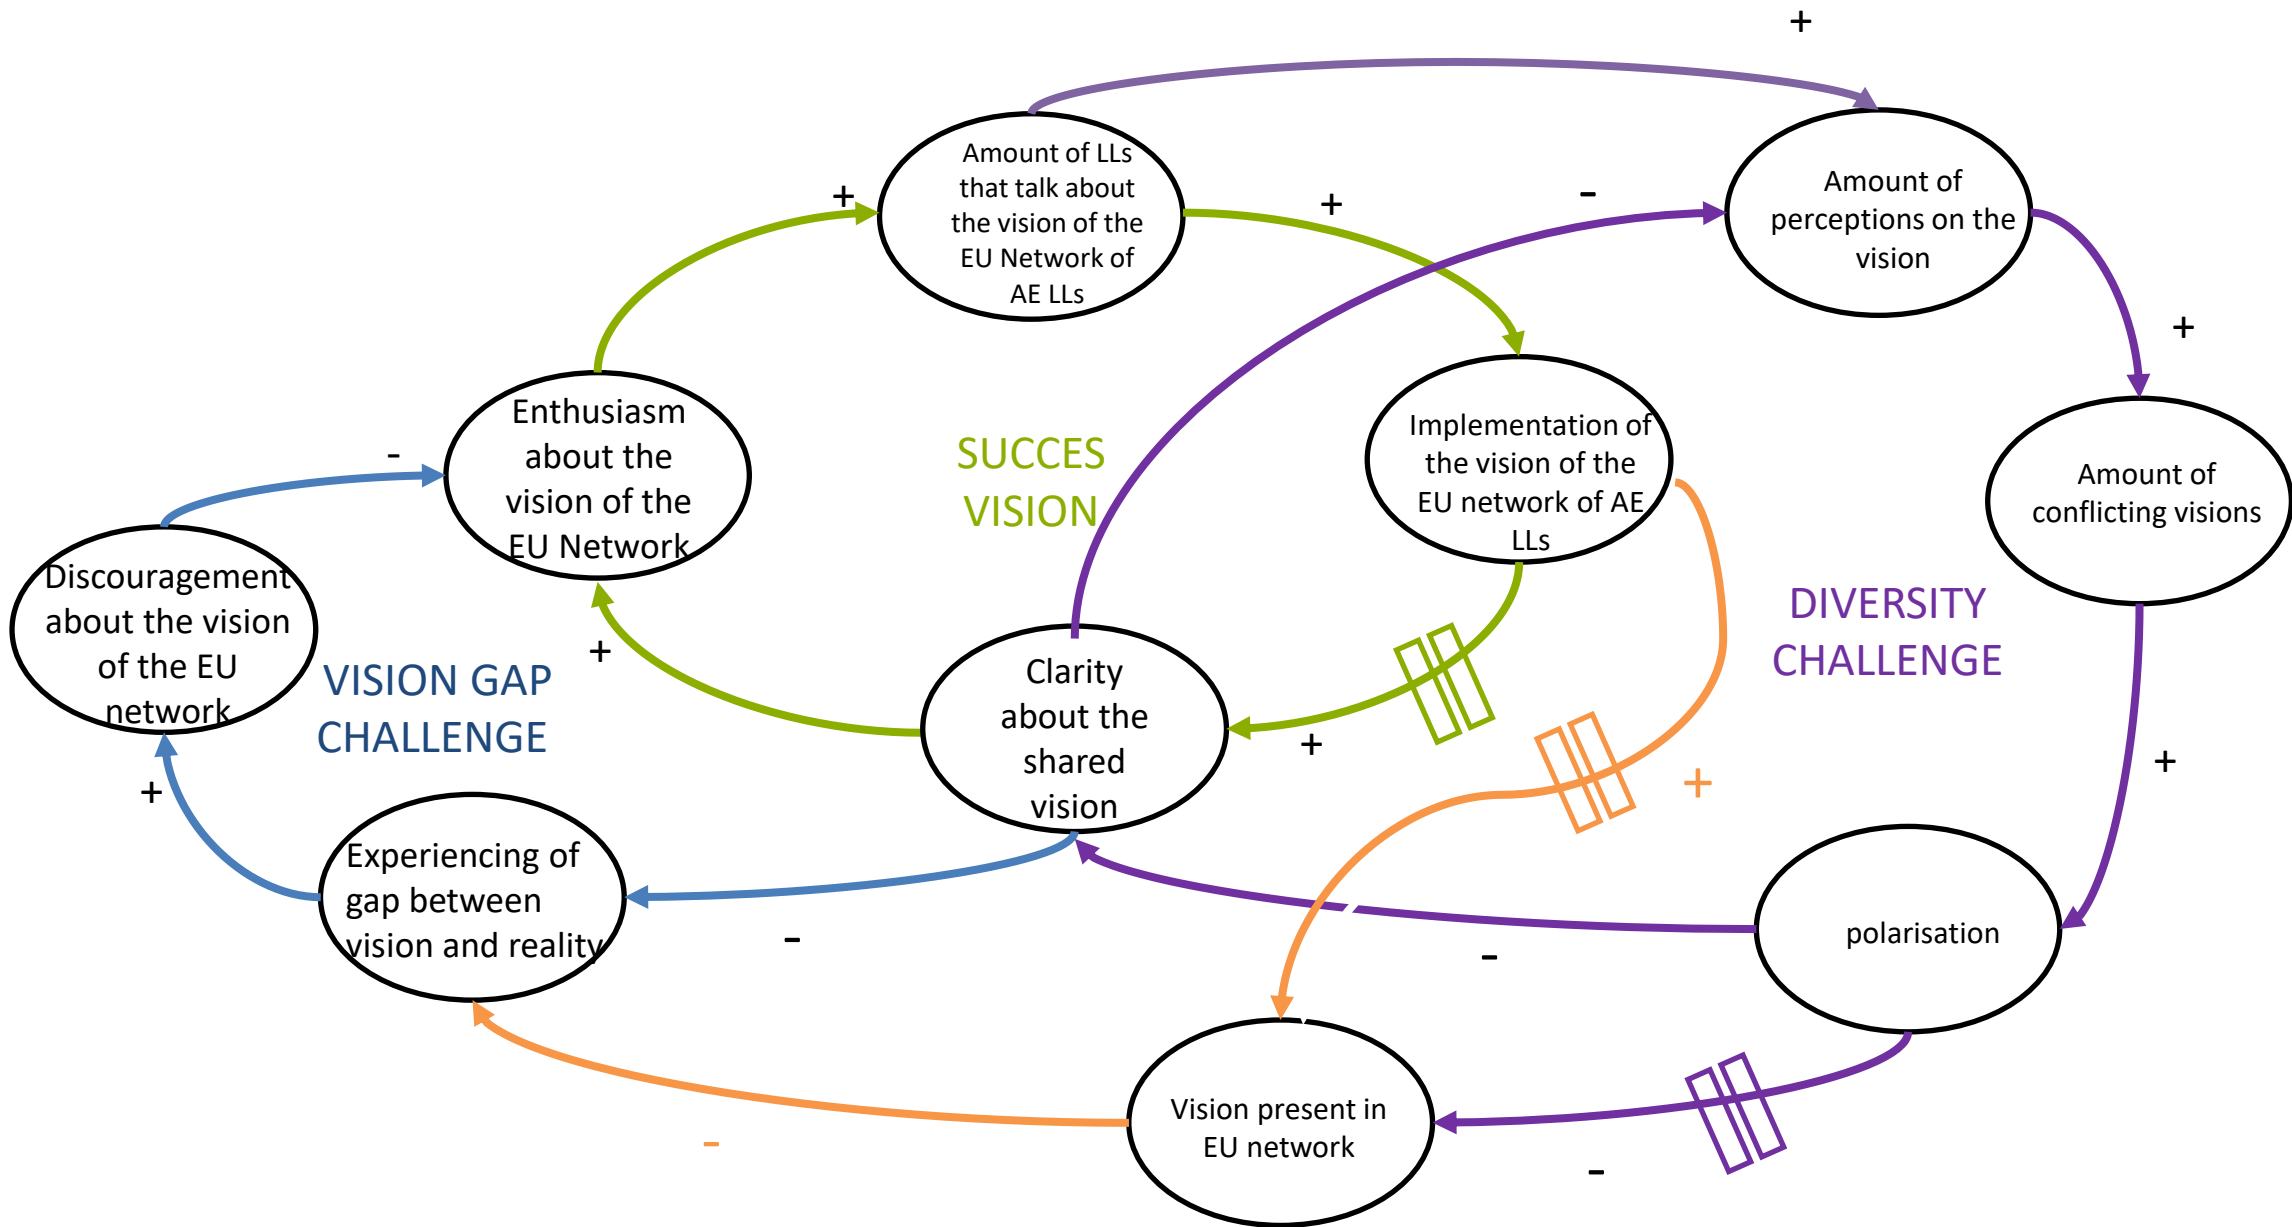 +
Amount of LLs
that talk about
the vision of the
EU Network of
AE LLs
+
+
-
Amount of
perceptions on the
vision
+
Enthusiasm
about the
vision of the
EU Network
-
SUCCES
VISION
Implementation of
the vision of the
EU network of AE
LLs
Amount of
conflicting visions
Discouragement
about the vision
of the EU
network
+
VISION GAP
CHALLENGE
Clarity
about the
shared
vision
+
DIVERSITY
CHALLENGE
+
+
+
Experiencing of
gap between
vision and reality
-
-
polarisation
-
Vision present in
EU network
-